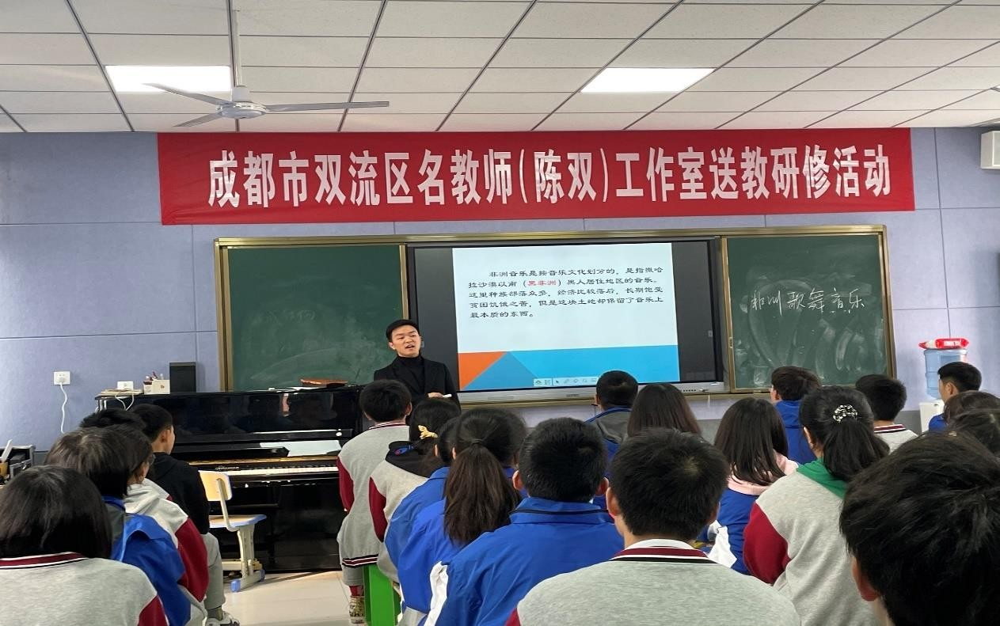 成都市双流区名教师(陈双)工作室送教研修活动
非洲音乐是按音乐文化划分的，是指撒哈
拉沙漠以南（黑非洲）黑人居住地区的音乐。
这里种族部落众多，经济比较落后，长期饱受
贫困饥饿之苦，但是这块土地却保留了音乐上
最本质的东西。
非洲歌舞音乐